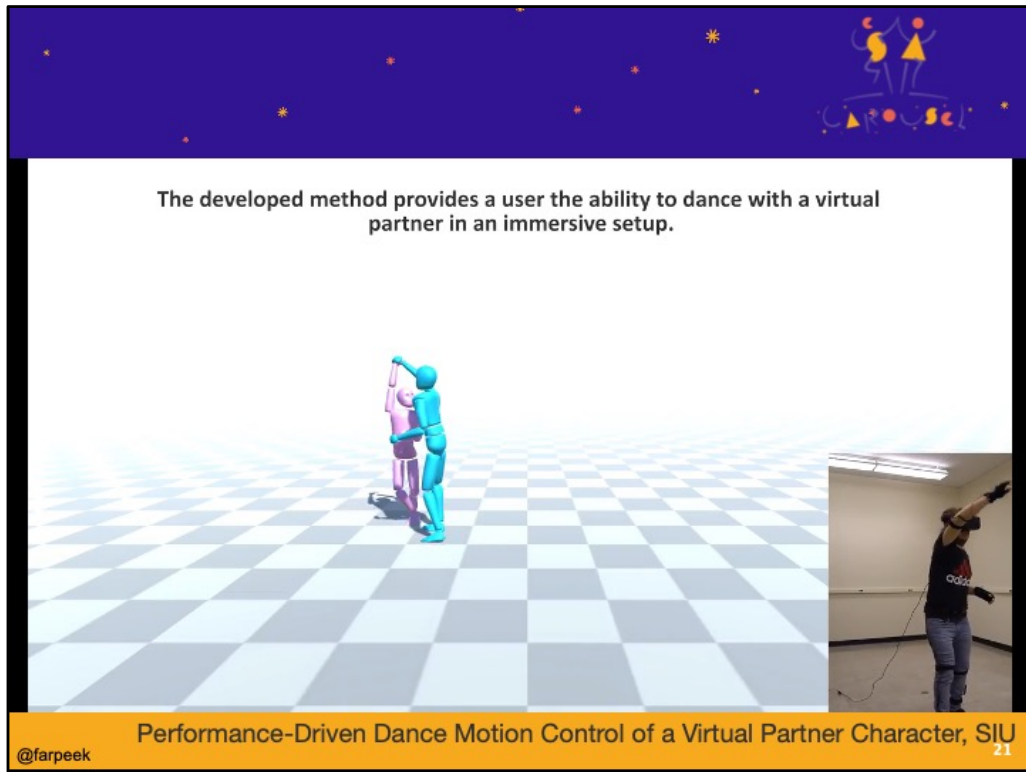 CAROUSEL
The developed method provides a user the ability to dance with a virtual
partner in an immersive setup.
adidas
Performance-Driven Dance Motion Control of a Virtual Partner Character, SIU
@farpeek
21